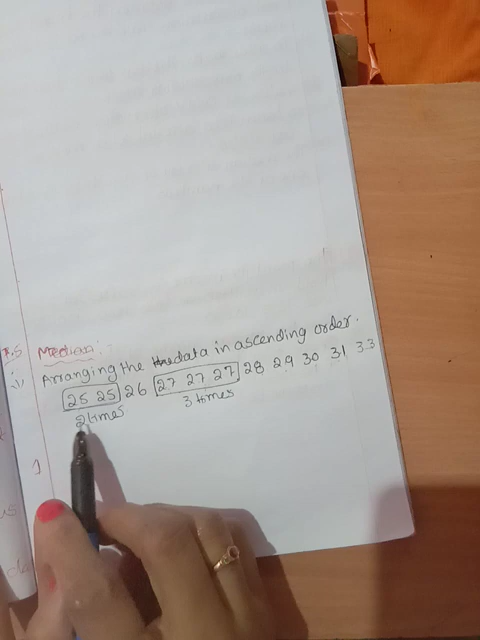 Median:-
Arranging the data in ascending order.
25 25 26 27 27 27 28 29 30 31 33
2 times 3 times
1